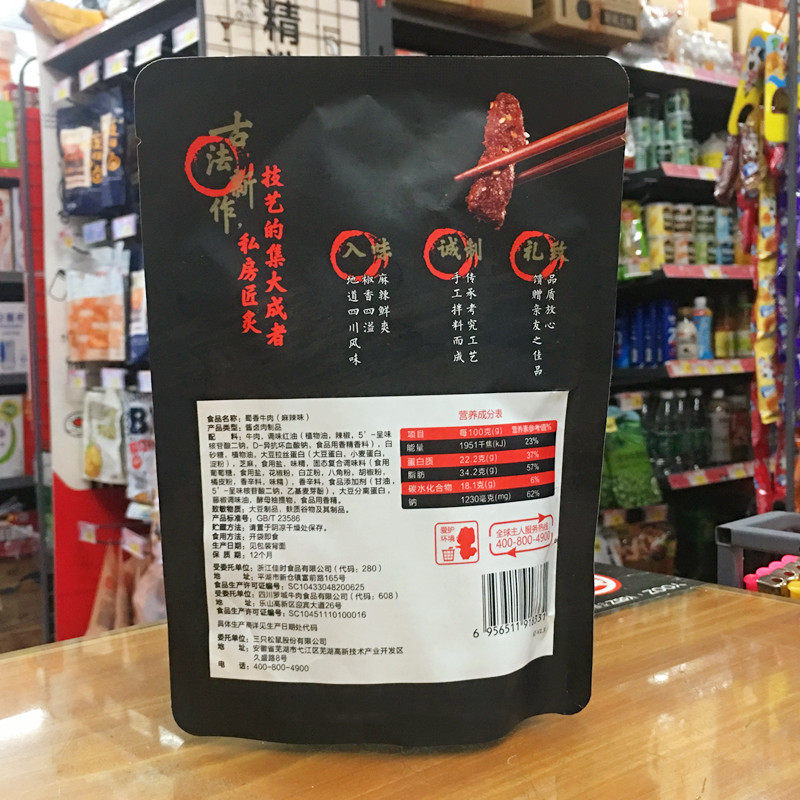 古法新作，
私房匠炙
技艺的集大成者
入味
麻辣鲜爽
椒香四溢
地道四川风味
诚制
传承考究工艺
手工拌料而成
礼致
品质放心
馈赠亲友之佳品
食品名称：蜀香牛肉（麻辣味）
产品类型：酱卤肉制品
配 料：牛肉，调味红油（植物油，辣椒，5'-呈味
核苷酸二钠，D-异抗坏血酸钠，食品用香精香料），白
砂糖，植物油，大豆拉丝蛋白（大豆蛋白，小麦蛋白，
淀粉），芝麻，食用盐，味精，固态复合调味料（食用
葡萄糖，食用盐，花椒粉，白芷粉，八角粉，胡椒粉，
橘皮粉，香辛料，味精），香辛料，食品添加剂（甘油，
5'-呈味核苷酸二钠，乙基麦芽酚），大豆分离蛋白，
藤椒调味油，酵母抽提物，食品用香精
致敏物质：大豆制品，麸质谷物及其制品。
产品标准号：GB/T 23586
贮藏方法：请置于阴凉干燥处保存。
食用方法：开袋即食
生产日期：见包装背面
保 质 期：12个月
受委托单位：浙江佳时食品有限公司（代码：280）
地 址：平湖市新仓镇富前路165号
食品生产许可证编号：SC10433048200625
受委托单位：四川罗城牛肉食品有限公司（代码：608）
地 址：乐山高新区迎宾大道26号
食品生产许可证编号：SC10451110100016
具体生产商详见生产日期处代码
委托单位：三只松鼠股份有限公司
地 址：安徽省芜湖市弋江区芜湖高新技术产业开发区
久盛路8号
电 话：400-800-4900
营养成分表
项目 每100克(g) 营养素参考值%
能量 1951千焦(kJ) 23%
蛋白质 22.2克(g) 37%
脂肪 34.2克(g) 57%
碳水化合物 18.1克(g) 6%
钠 1230毫克(mg) 62%
爱护
环境
全球主人服务热线
400-800-4900
6 956511 916731
精